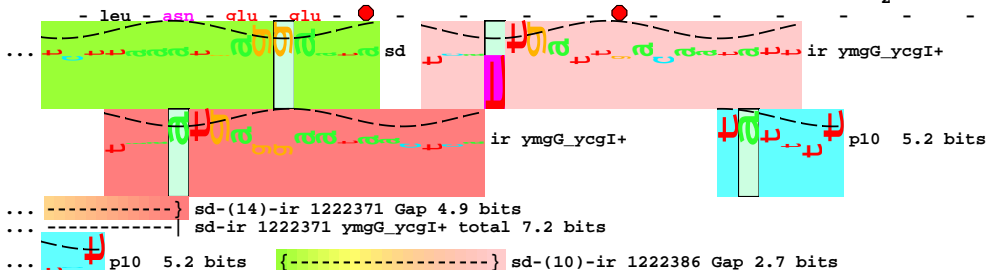 - leu - asn - glu - glu - - - - - - - - - -
... sd ir ymgG_ycgI+
ir ymgG_ycgI+ p10 5.2 bits
... ------------} sd-(14)-ir 1222371 Gap 4.9 bits
... ------------| sd-ir 1222371 ymgG_ycgI+ total 7.2 bits
... p10 5.2 bits {----------------} sd-(10)-ir 1222386 Gap 2.7 bits